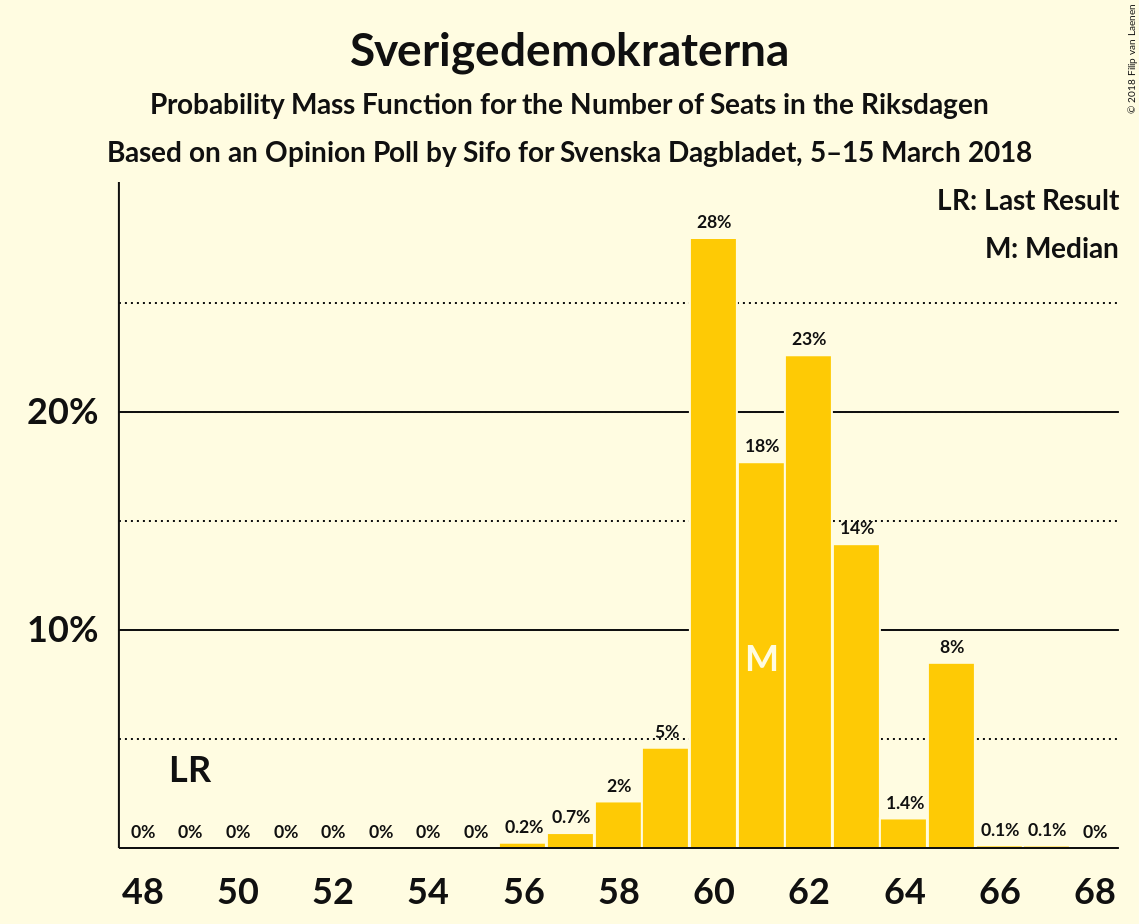 Sverigedemokraterna
Probability Mass Function for the Number of Seats in the Riksdagen
Based on an Opinion Poll by Sifo for Svenska Dagbladet, 5–15 March 2018
© 2018 Filip van Laenen
LR: Last Result
M: Median
28%
23%
20%
18%
14%
10%
8%
M
5%
LR
2%
1.4%
0% 0% 0% 0% 0% 0% 0% 0% 0.2% 0.7% 0.1% 0.1% 0%
48 50 52 54 56 58 60 62 64 66 68